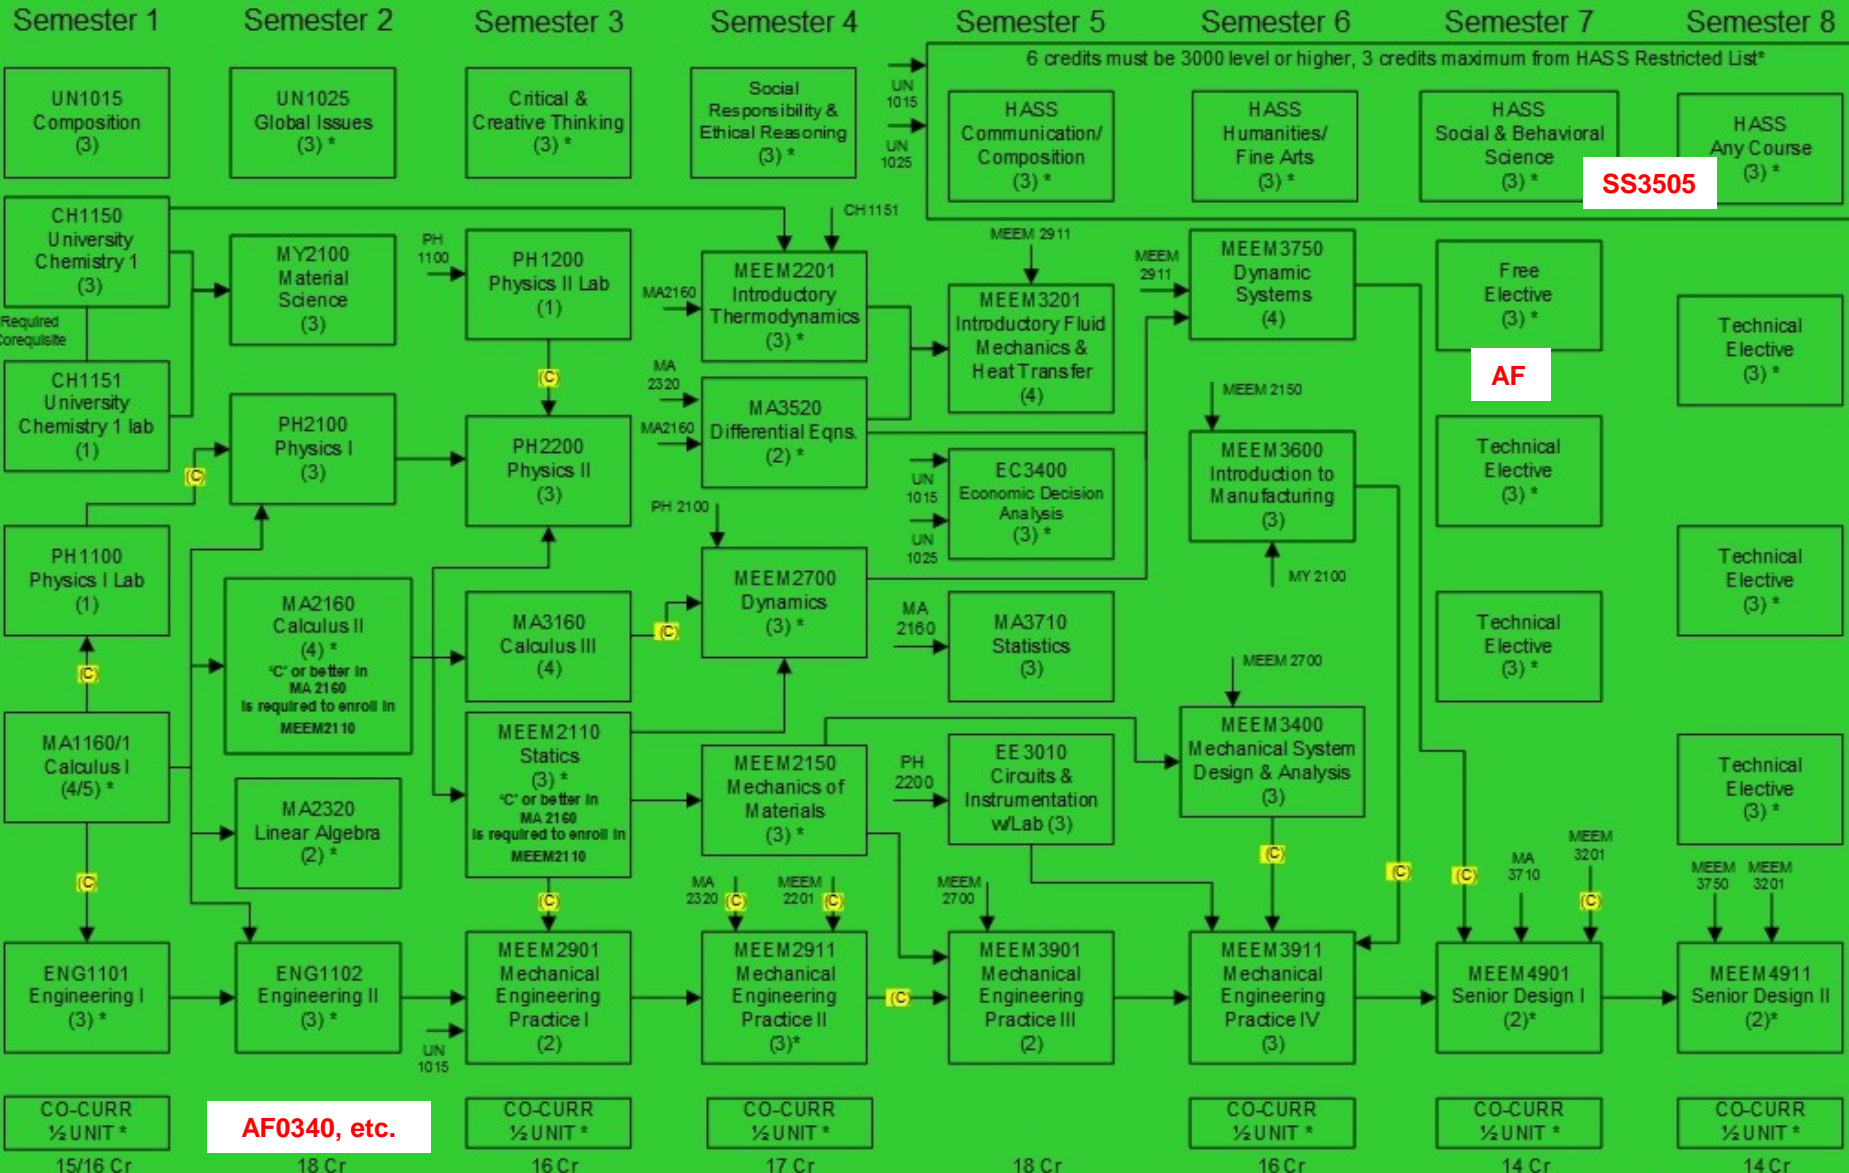 Semester 1
Semester 2
Semester 3
Semester 4
Semester 5
Semester 6
Semester 7
Semester 8
6 credits must be 3000 level or higher, 3 credits maximum from HASS Restricted List*
UN1015
Composition
(3)
UN1025
Global Issues
(3) *
Critical &
Creative Thinking
(3) *
Social
Responsibility &
Ethical Reasoning
(3) *
UN
1015
UN
1025
HASS
Communication/
Composition
(3) *
HASS
Humanities/
Fine Arts
(3) *
HASS
Social & Behavioral
Science
(3) *
SS3505
HASS
Any Course
(3) *
CH1150
University
Chemistry 1
(3)
Required
Corequisite
CH1151
University
Chemistry 1 lab
(1)
(C)
PH1100
Physics I Lab
(1)
(C)
MA1160/1
Calculus I
(4/5) *
(C)
ENG1101
Engineering I
(3) *
MY2100
Material
Science
(3)
PH2100
Physics I
(3)
MA2160
Calculus II
(4) *
"C" or better in
MA 2160
Is required to enroll in
MEEM2110
MA2320
Linear Algebra
(2) *
ENG1102
Engineering II
(3) *
PH
1100
PH1200
Physics II Lab
(1)
(C)
PH2200
Physics II
(3)
MA3160
Calculus III
(4)
(C)
MEEM2110
Statics
(3) *
"C" or better in
MA 2160
Is required to enroll in
MEEM2110
(C)
UN
1015
MEEM2901
Mechanical
Engineering
Practice I
(2)
CH1151
MA2160
MEEM2201
Introductory
Thermodynamics
(3) *
MA
2320
MA2160
MA3520
Differential Eqns.
(2) *
PH 2100
MEEM2700
Dynamics
(3) *
MEEM2150
Mechanics of
Materials
(3) *
MA
2320
(C)
MEEM
2201
(C)
MEEM2911
Mechanical
Engineering
Practice II
(3)*
(C)
MEEM 2911
MEEM3201
Introductory Fluid
Mechanics &
Heat Transfer
(4)
UN
1015
UN
1025
EC3400
Economic Decision
Analysis
(3) *
MA
2160
MA3710
Statistics
(3)
PH
2200
EE3010
Circuits &
Instrumentation
w/Lab (3)
MEEM
2700
MEEM3901
Mechanical
Engineering
Practice III
(2)
MEEM
2911
MEEM3750
Dynamic
Systems
(4)
MEEM 2150
MEEM3600
Introduction to
Manufacturing
(3)
MY 2100
MEEM 2700
MEEM3400
Mechanical System
Design & Analysis
(3)
(C)
(C)
MEEM3911
Mechanical
Engineering
Practice IV
(3)
Free
Elective
(3) *
AF
Technical
Elective
(3) *
Technical
Elective
(3) *
(C)
MA
3710
MEEM
3201
(C)
MEEM4901
Senior Design I
(2)*
Technical
Elective
(3) *
Technical
Elective
(3) *
Technical
Elective
(3) *
MEEM
3750
MEEM
3201
MEEM4911
Senior Design II
(2)*
CO-CURR
½ UNIT *
AF0340, etc.
CO-CURR
½ UNIT *
CO-CURR
½ UNIT *
CO-CURR
½ UNIT *
CO-CURR
½ UNIT *
CO-CURR
½ UNIT *
15/16 Cr
18 Cr
16 Cr
17 Cr
18 Cr
16 Cr
14 Cr
14 Cr